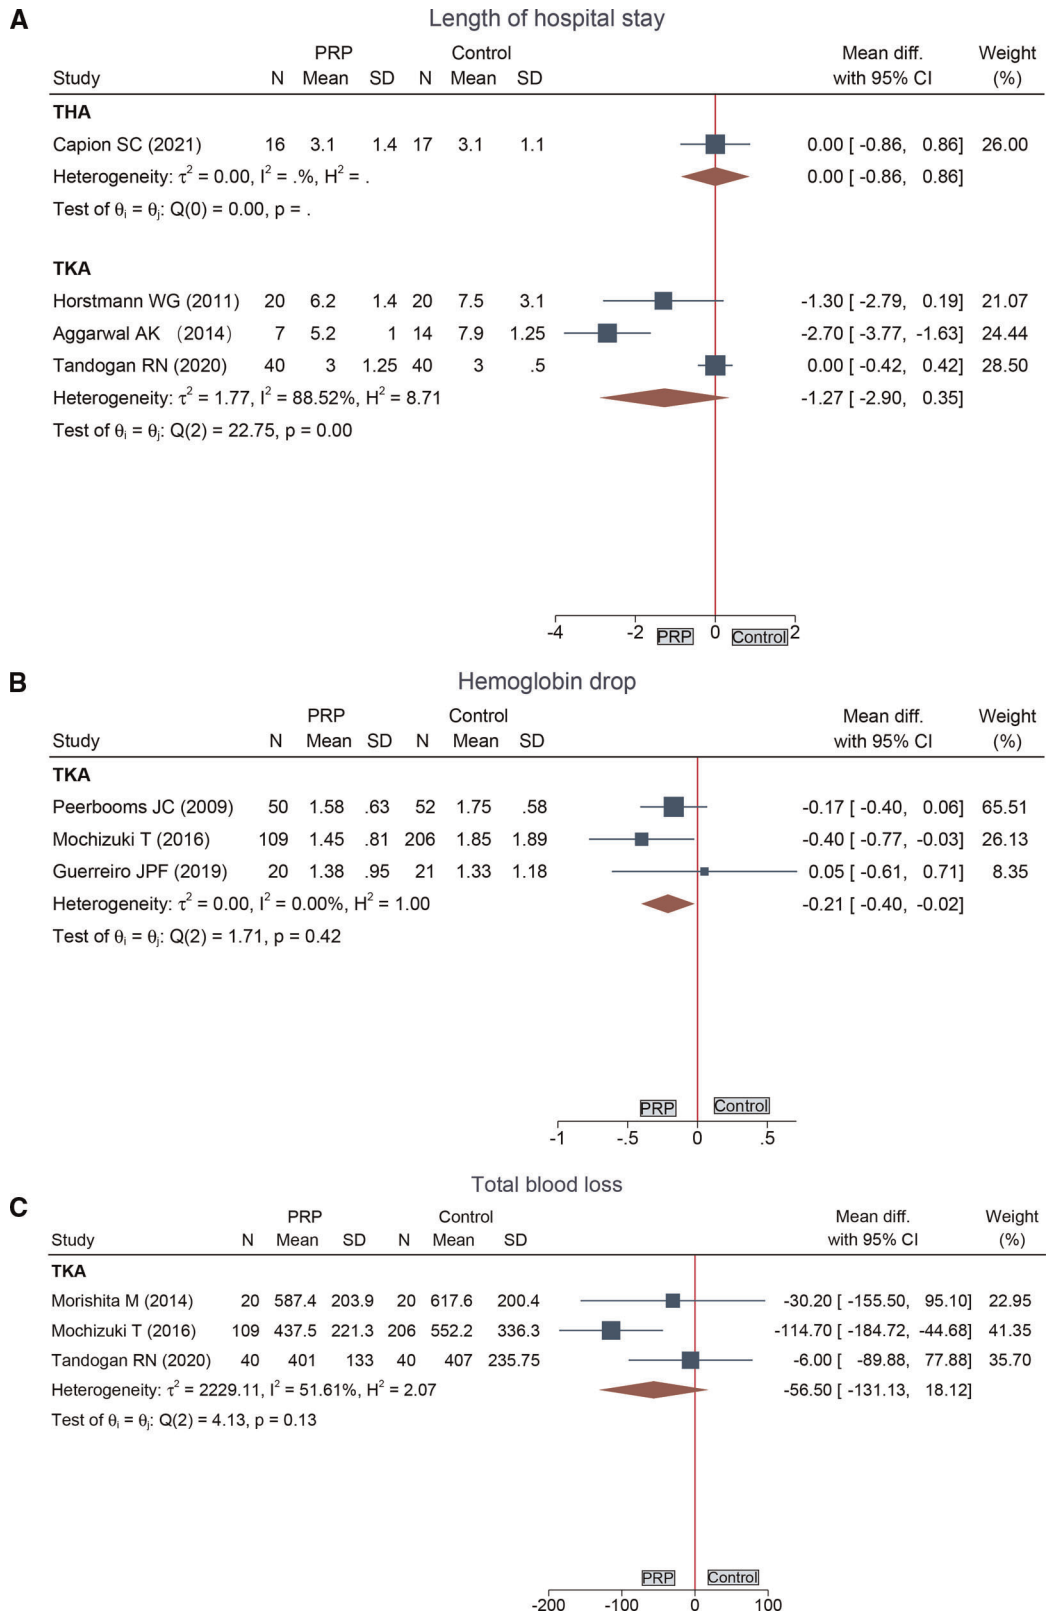 A
Length of hospital stay
PRP Control Mean diff. Weight
Study N Mean SD N Mean SD with 95% CI (%)
THA
Capion SC (2021) 16 3.1 1.4 17 3.1 1.1 0.00 [ -0.86, 0.86] 26.00
Heterogeneity: τ² = 0.00, I² = .%, H² = . 0.00 [ -0.86, 0.86]
Test of θᵢ = θⱼ: Q(0) = 0.00, p = .
TKA
Horstmann WG (2011) 20 6.2 1.4 20 7.5 3.1 -1.30 [ -2.79, 0.19] 21.07
Aggarwal AK （2014） 7 5.2 1 14 7.9 1.25 -2.70 [ -3.77, -1.63] 24.44
Tandogan RN (2020) 40 3 1.25 40 3 .5 0.00 [ -0.42, 0.42] 28.50
Heterogeneity: τ² = 1.77, I² = 88.52%, H² = 8.71 -1.27 [ -2.90, 0.35]
Test of θᵢ = θⱼ: Q(2) = 22.75, p = 0.00
-4 -2 PRP 0 Control 2
B
Hemoglobin drop
PRP Control Mean diff. Weight
Study N Mean SD N Mean SD with 95% CI (%)
TKA
Peerbooms JC (2009) 50 1.58 .63 52 1.75 .58 -0.17 [ -0.40, 0.06] 65.51
Mochizuki T (2016) 109 1.45 .81 206 1.85 1.89 -0.40 [ -0.77, -0.03] 26.13
Guerreiro JPF (2019) 20 1.38 .95 21 1.33 1.18 0.05 [ -0.61, 0.71] 8.35
Heterogeneity: τ² = 0.00, I² = 0.00%, H² = 1.00 -0.21 [ -0.40, -0.02]
Test of θᵢ = θⱼ: Q(2) = 1.71, p = 0.42
PRP Control
-1 -.5 0 .5
C
Total blood loss
PRP Control Mean diff. Weight
Study N Mean SD N Mean SD with 95% CI (%)
TKA
Morishita M (2014) 20 587.4 203.9 20 617.6 200.4 -30.20 [ -155.50, 95.10] 22.95
Mochizuki T (2016) 109 437.5 221.3 206 552.2 336.3 -114.70 [ -184.72, -44.68] 41.35
Tandogan RN (2020) 40 401 133 40 407 235.75 -6.00 [ -89.88, 77.88] 35.70
Heterogeneity: τ² = 2229.11, I² = 51.61%, H² = 2.07 -56.50 [ -131.13, 18.12]
Test of θᵢ = θⱼ: Q(2) = 4.13, p = 0.13
PRP Control
-200 -100 0 100